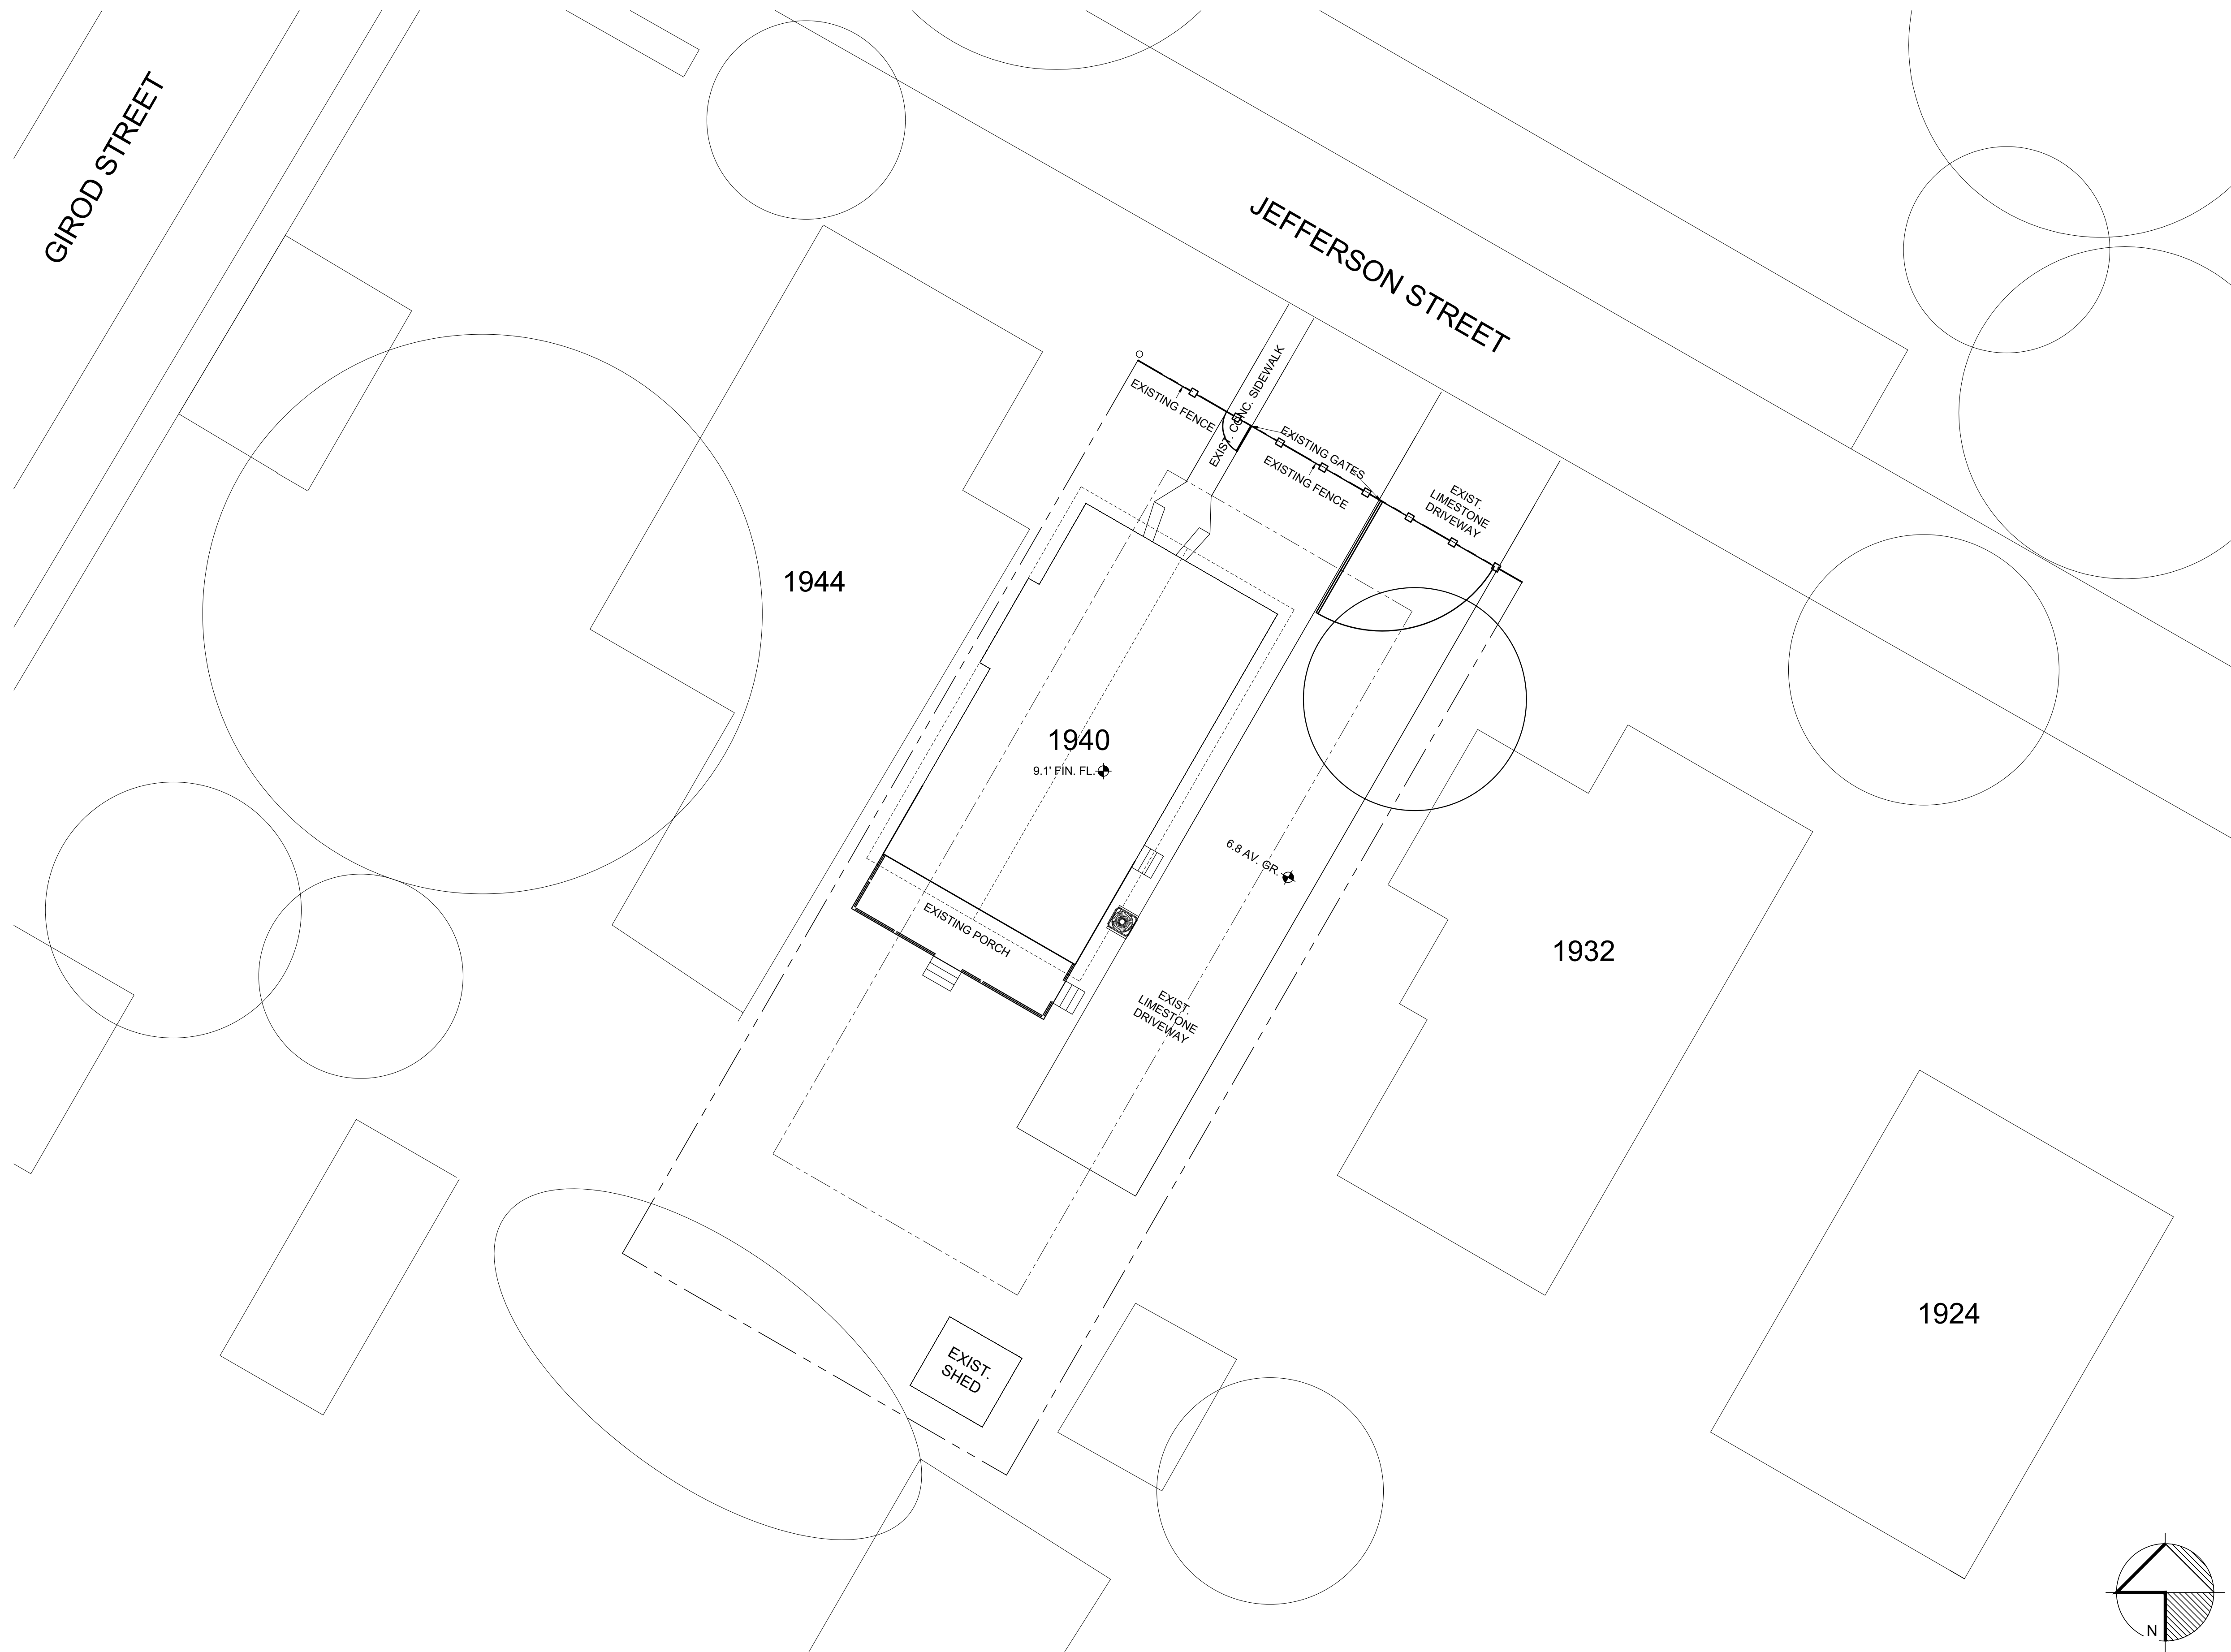 GIROD STREET
JEFFERSON STREET
EXIST. CONC. SIDEWALK
EXISTING FENCE
EXISTING GATES
EXISTING FENCE
EXIST.
LIMESTONE
DRIVEWAY
1944
1940
9.1' FIN. FL.
6.8 AV. GR.
EXISTING PORCH
1932
EXIST.
LIMESTONE
DRIVEWAY
1924
EXIST.
SHED
N